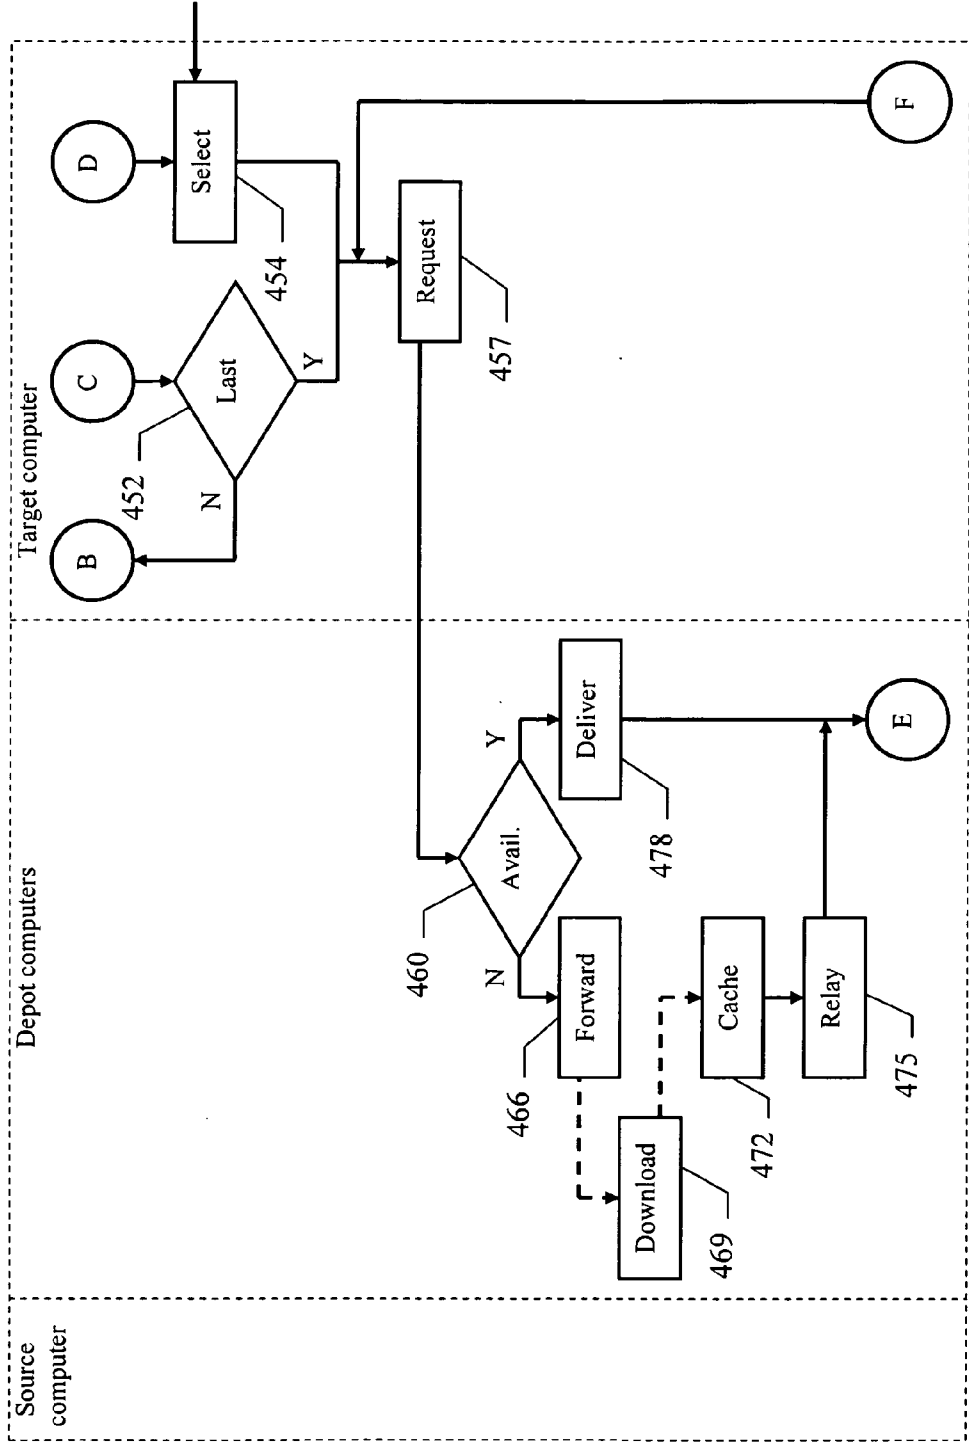 Source
computer
Depot computers
Target computer
B
C
D
452
N
Last
Y
Select
454
Request
457
F
460
Avail.
N
Y
Forward
466
Deliver
478
Download
469
Cache
472
Relay
475
E